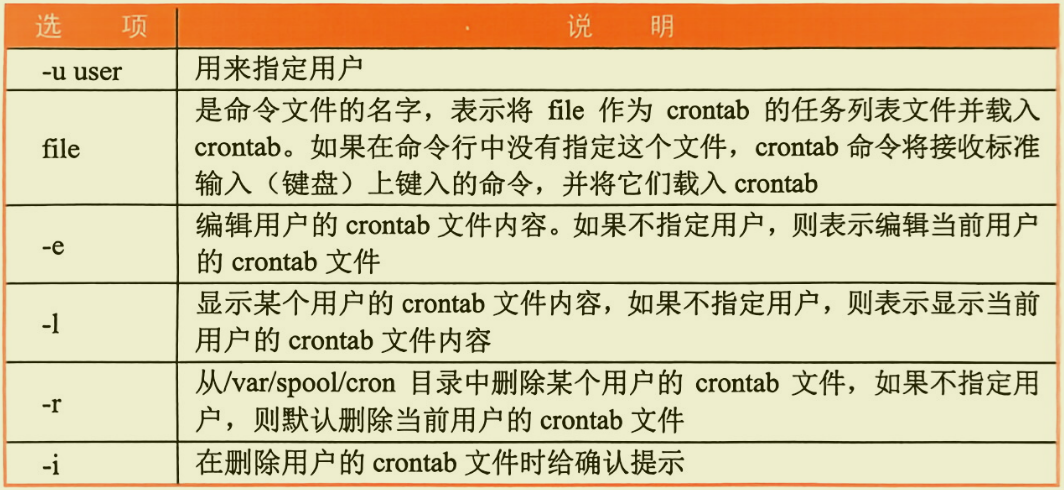 选 项 说 明
-u user 用来指定用户
是命令文件的名字，表示将 file 作为 crontab 的任务列表文件并载入
file crontab。如果在命令行中没有指定这个文件，crontab 命令将接收标准
输入（键盘）上键入的命令，并将它们载入 crontab
编辑用户的 crontab 文件内容。如果不指定用户，则表示编辑当前用户
-e
的 crontab 文件
显示某个用户的 crontab 文件内容，如果不指定用户，则表示显示当前
-l
用户的 crontab 文件内容
从/var/spool/cron 目录中删除某个用户的 crontab 文件，如果不指定用
-r
户，则默认删除当前用户的 crontab 文件
-i 在删除用户的 crontab 文件时给确认提示